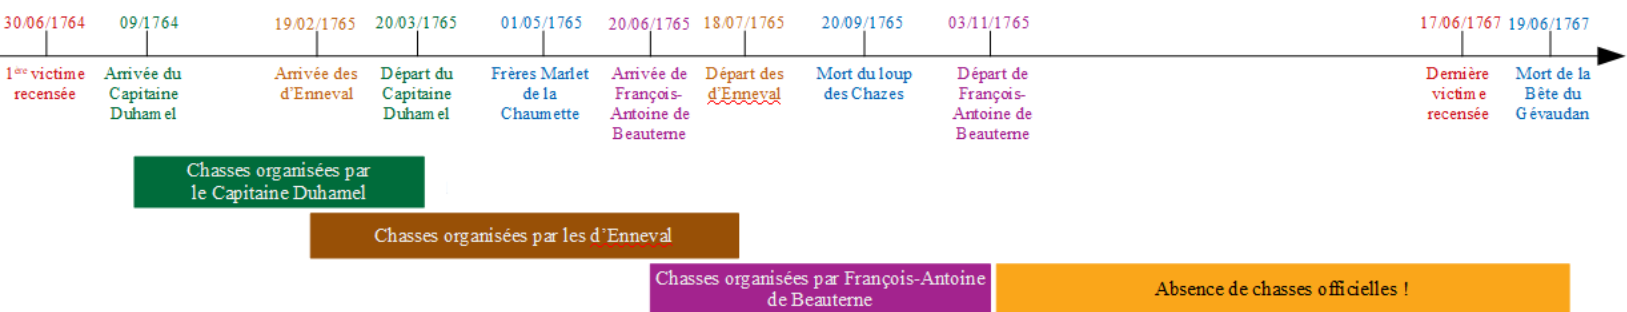 30/06/1764 09/1764 19/02/1765 20/03/1765 01/05/1765 20/06/1765 18/07/1765 20/09/1765 03/11/1765 17/06/1767 19/06/1767
1ère victime
recensée
Arrivée du
Capitaine
Duhamel
Arrivée des
d’Enneval
Départ du
Capitaine
Duhamel
Frères Marlet
de la
Chaumette
Arrivée de
François-
Antoine de
Beauterne
Départ des
d’Enneval
Mort du loup
des Chazes
Départ de
François-
Antoine de
Beauterne
Dernière
victime
recensée
Mort de la
Bête du
Gévaudan
Chasses organisées par
le Capitaine Duhamel
Chasses organisées par les d’Enneval
Chasses organisées par François-Antoine
de Beauterne
Absence de chasses officielles !